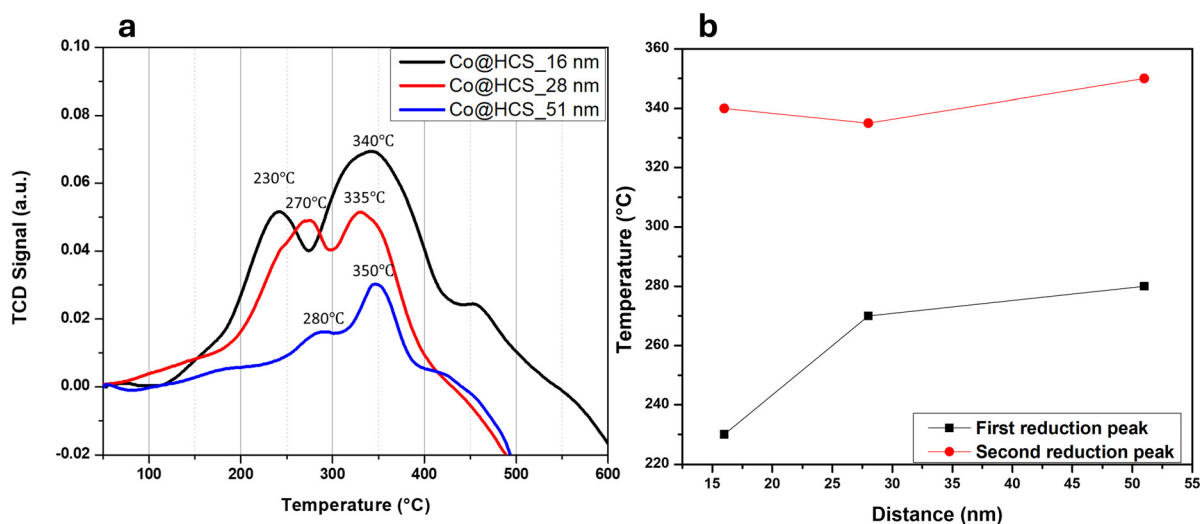 a
Co@HCS_16 nm
Co@HCS_28 nm
Co@HCS_51 nm
0.10
0.08
0.06
0.04
0.02
0.00
-0.02
TCD Signal (a.u.)
340°C
230°C
270°C
335°C
350°C
280°C
100
200
300
400
500
600
Temperature (°C)
b
360
340
320
300
280
260
240
220
Temperature (°C)
First reduction peak
Second reduction peak
15
20
25
30
35
40
45
50
55
Distance (nm)